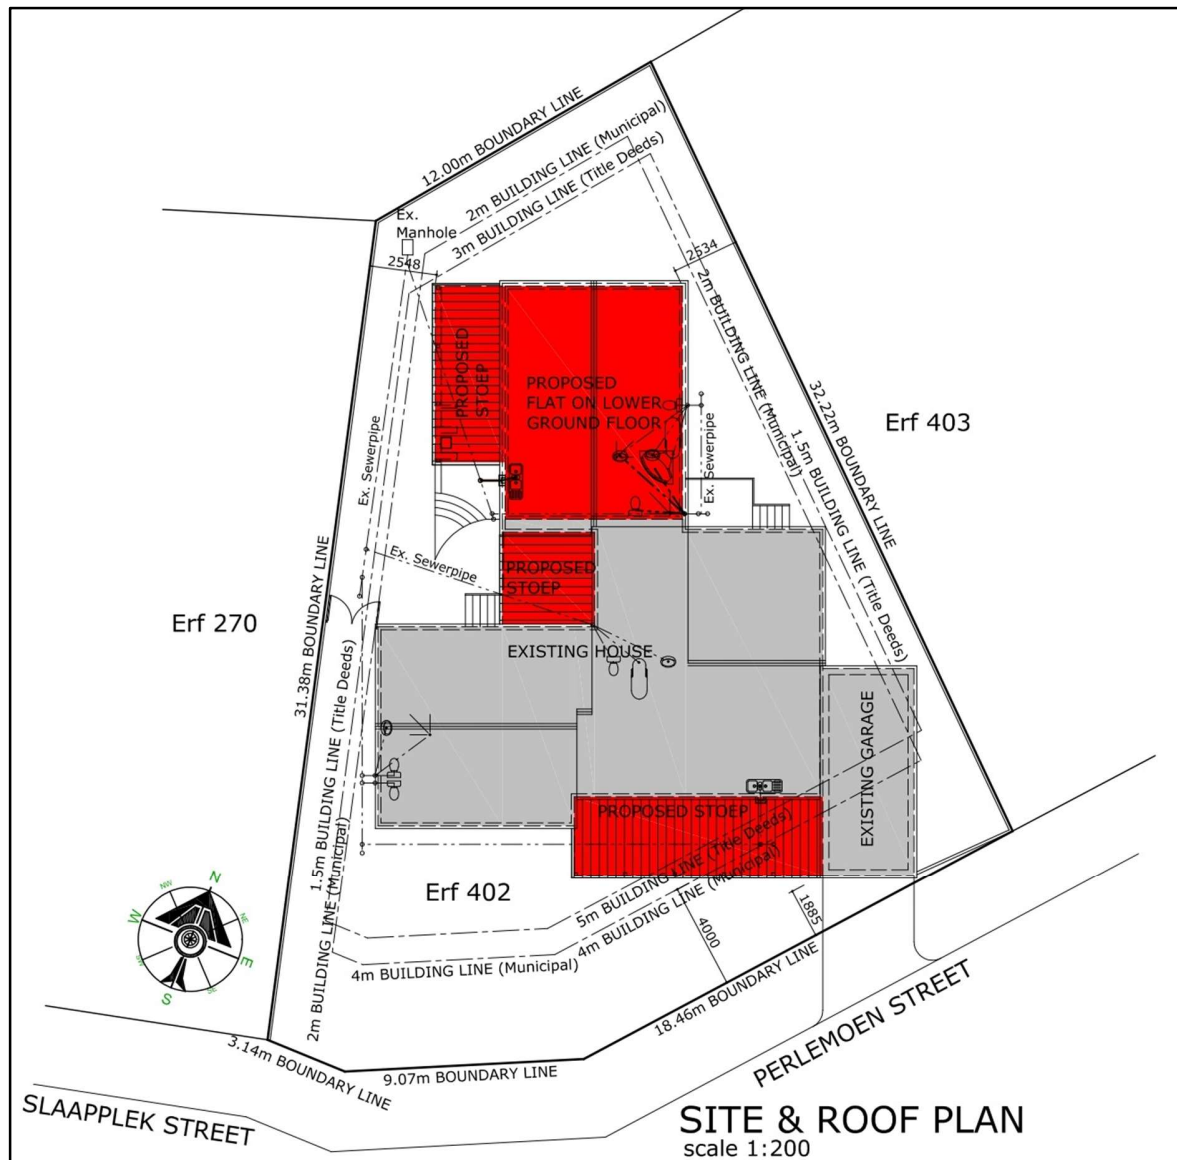 12.00m BOUNDARY LINE
2m BUILDING LINE (Municipal)
3m BUILDING LINE (Title Deeds)
Ex.
Manhole
2548
2534
2m BUILDING LINE (Municipal)
1.5m BUILDING LINE (Title Deeds)
32.22m BOUNDARY LINE
Erf 403
PROPOSED
STOEP
PROPOSED
FLAT ON LOWER
GROUND FLOOR
Ex. Sewerpipe
Ex. Sewerpipe
Ex. Sewerpipe
PROPOSED
STOEP
Erf 270
31.38m BOUNDARY LINE
EXISTING HOUSE
EXISTING GARAGE
PROPOSED STOEP
1.5m BUILDING LINE (Title Deeds)
2m BUILDING LINE (Municipal)
Erf 402
5m BUILDING LINE (Title Deeds)
4m BUILDING LINE (Municipal)
4m BUILDING LINE (Municipal)
4000
1885
18.46m BOUNDARY LINE
N
NE
E
SE
S
W
NW
3.14m BOUNDARY LINE
9.07m BOUNDARY LINE
SLAAPPLEK STREET
PERLEMOEN STREET
SITE & ROOF PLAN
scale 1:200